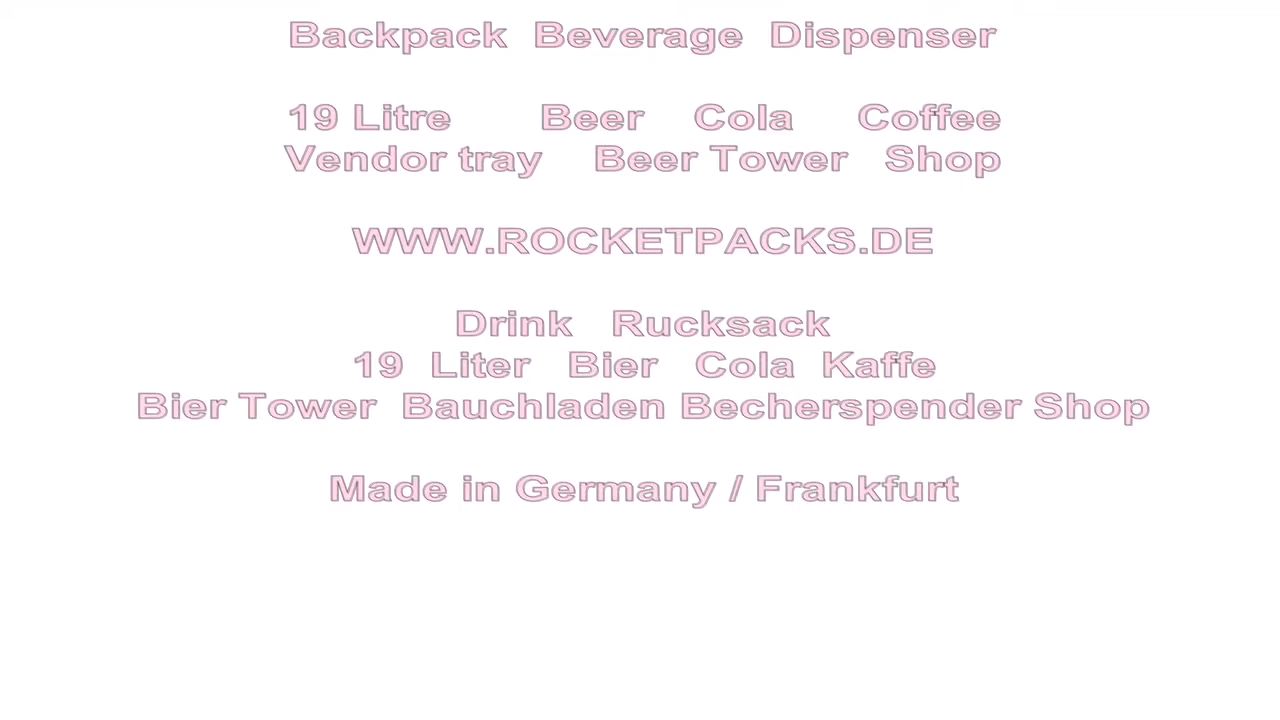 Backpack Beverage Dispenser
19 Litre Beer Cola Coffee
Vendor tray Beer Tower Shop
WWW.ROCKETPACKS.DE
Drink Rucksack
19 Liter Bier Cola Kaffe
Bier Tower Bauchladen Becherspender Shop
Made in Germany / Frankfurt